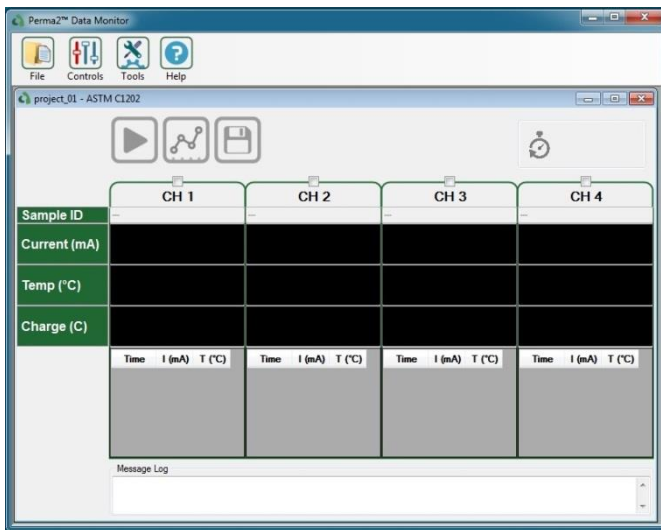 Perma2™ Data Monitor
File Controls Tools Help
project_01 - ASTM C1202
CH 1 CH 2 CH 3 CH 4
Sample ID -- -- -- --
Current (mA)
Temp (°C)
Charge (C)
Time I (mA) T (°C) Time I (mA) T (°C) Time I (mA) T (°C) Time I (mA) T (°C)
Message Log